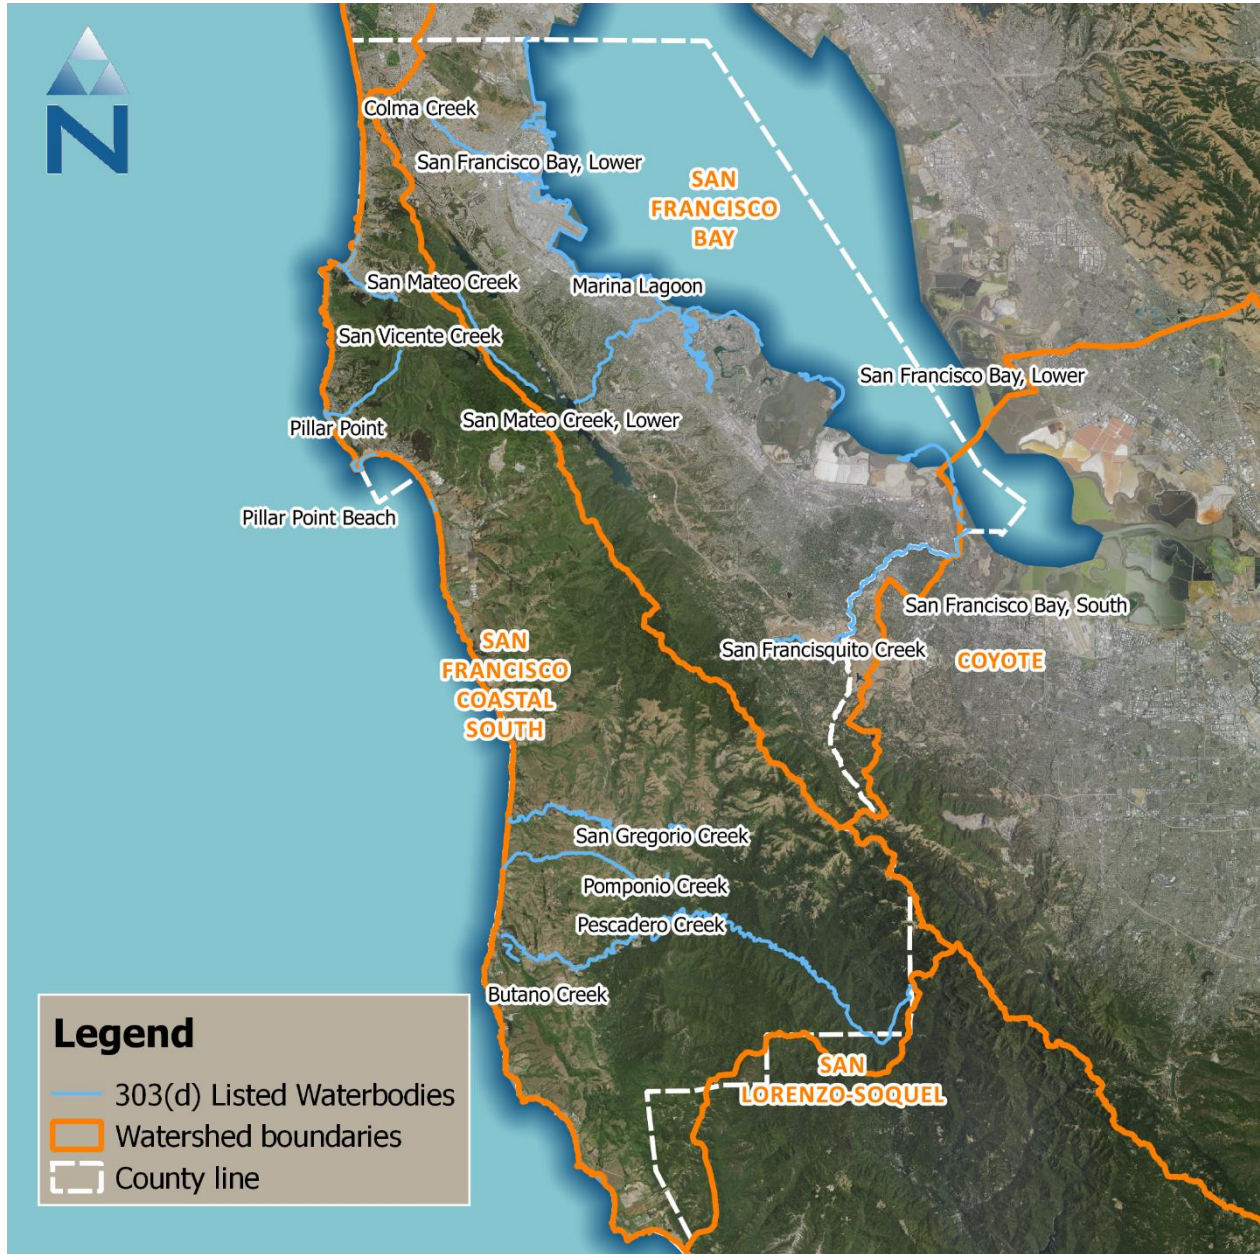 N
Colma Creek
San Francisco Bay, Lower
SAN
FRANCISCO
BAY
San Mateo Creek
Marina Lagoon
San Vicente Creek
San Francisco Bay, Lower
San Mateo Creek, Lower
Pillar Point
Pillar Point Beach
San Francisco Bay, South
SAN
FRANCISCO
COASTAL
SOUTH
San Francisquito Creek
COYOTE
San Gregorio Creek
Pomponio Creek
Pescadero Creek
Butano Creek
SAN
LORENZO-SOQUEL
Legend
303(d) Listed Waterbodies
Watershed boundaries
County line